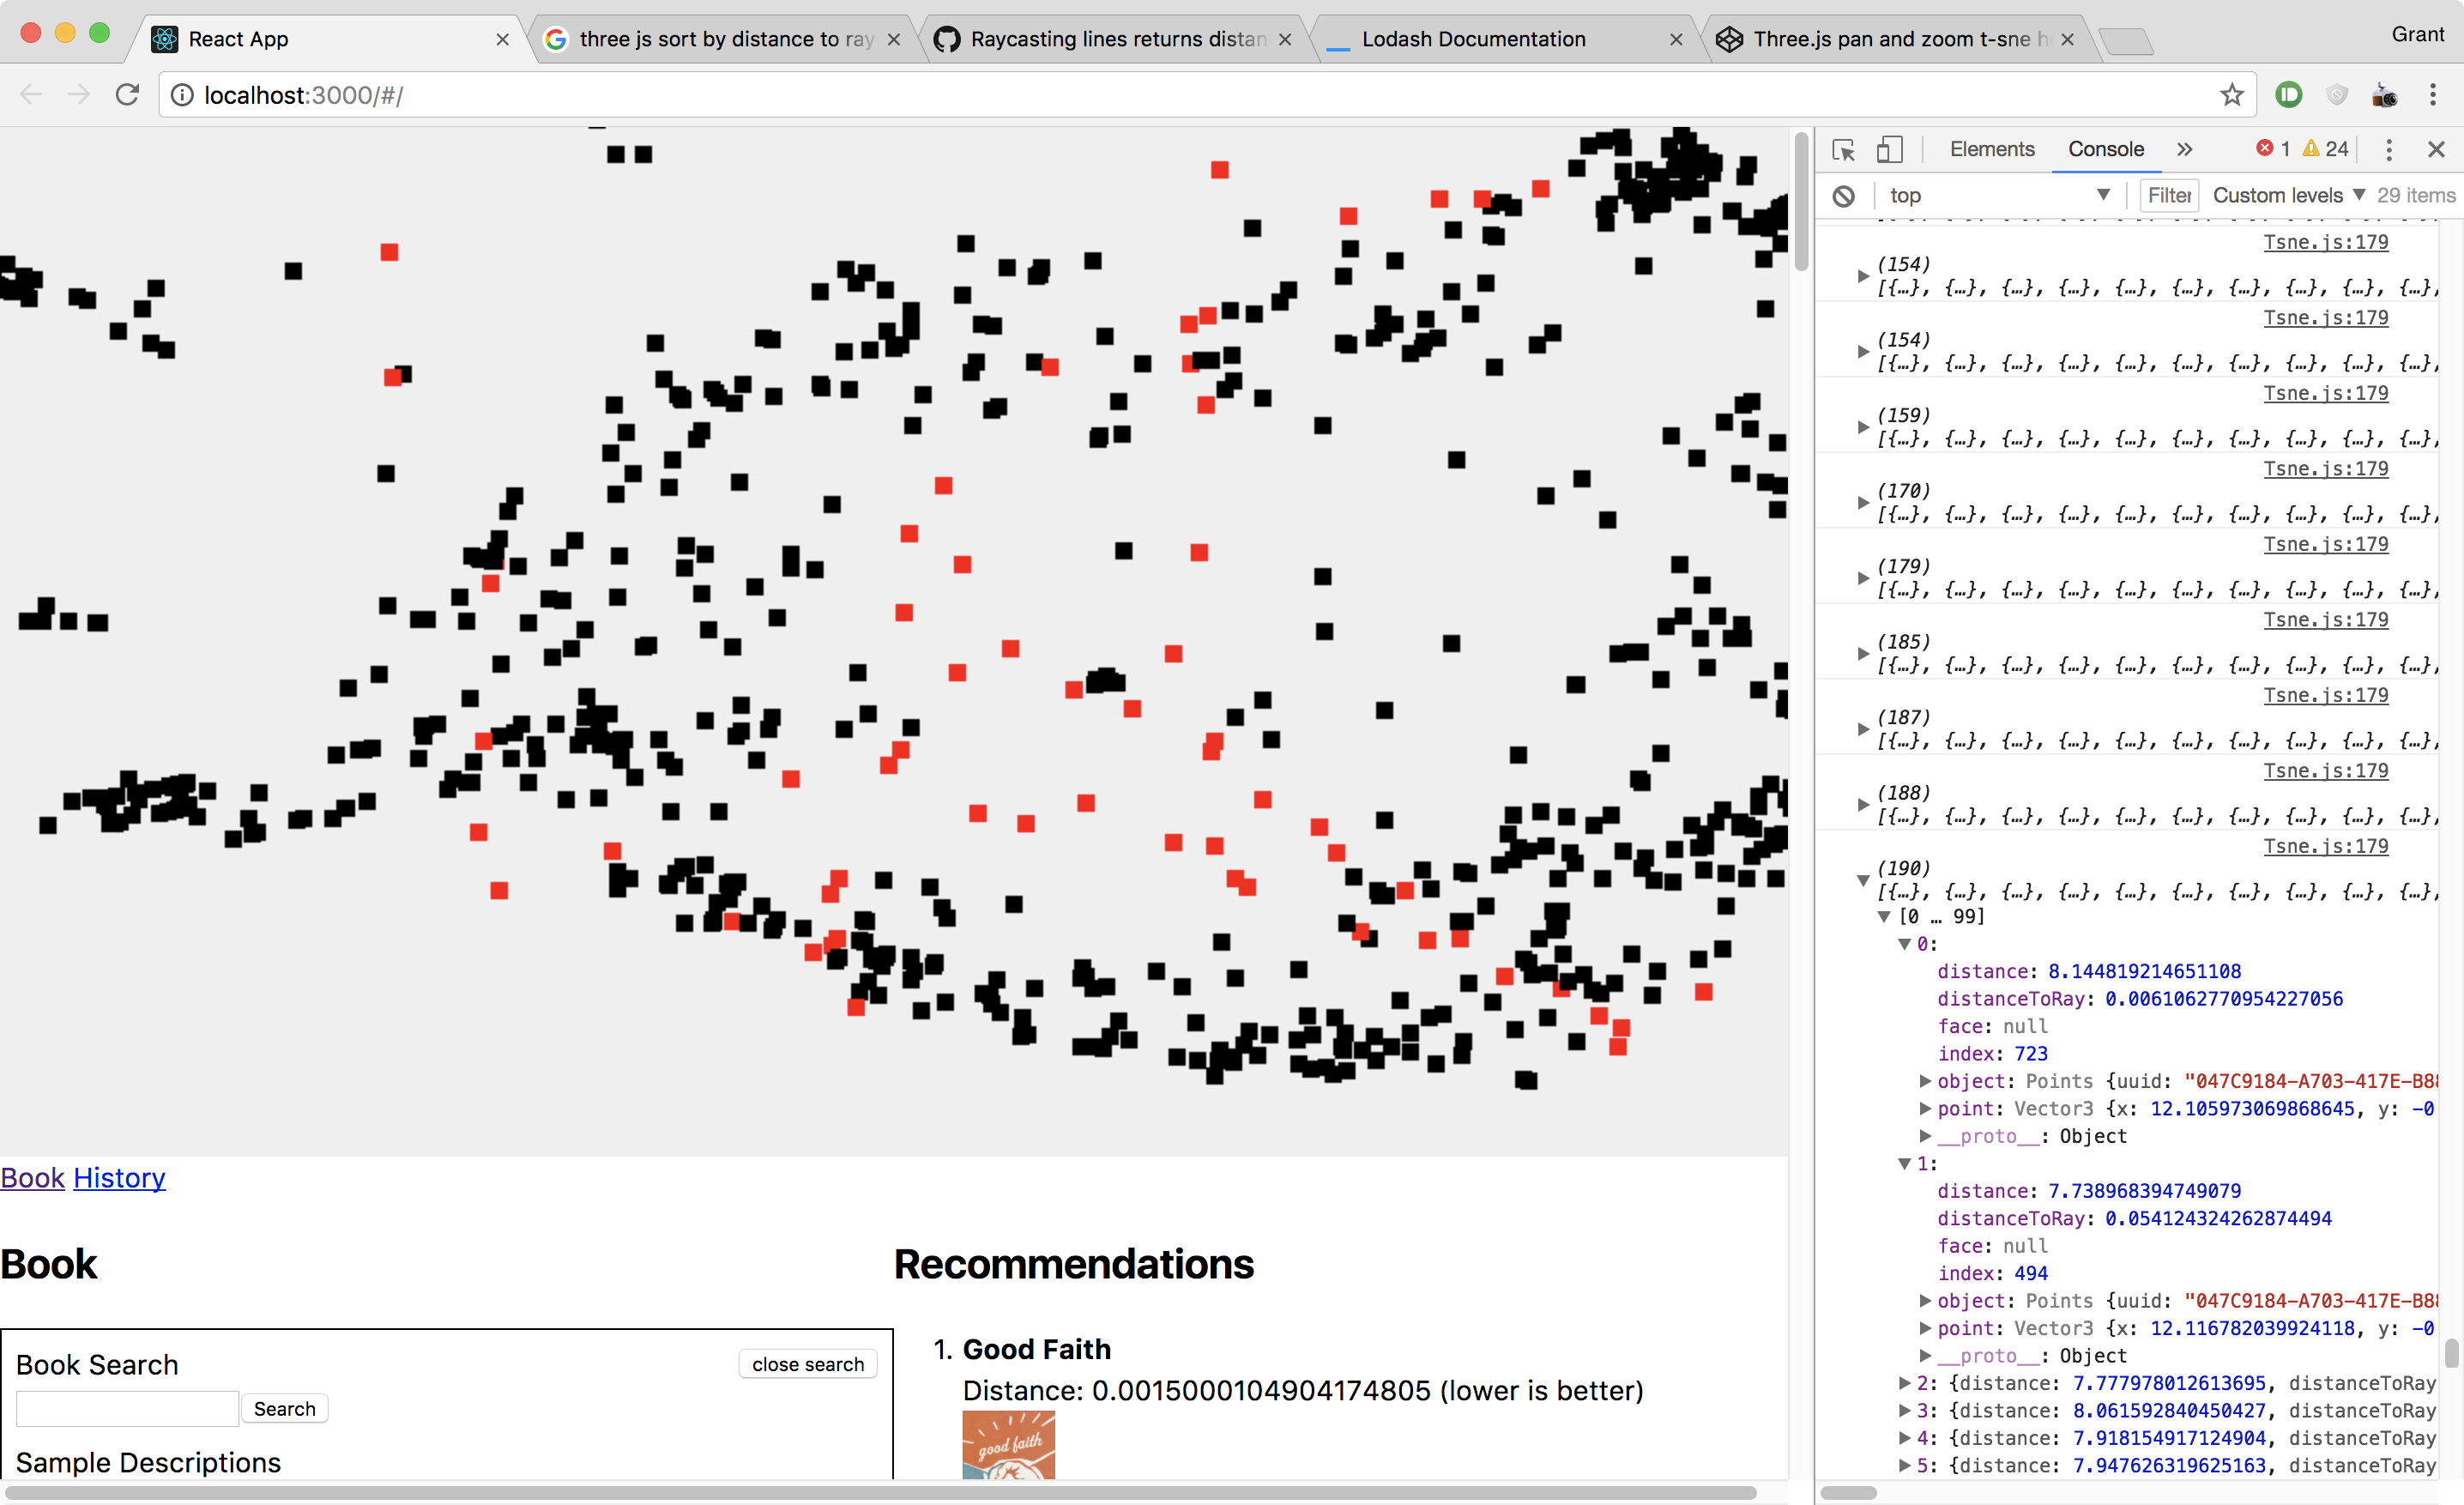 React App
three js sort by distance to ray
Raycasting lines returns distan
Lodash Documentation
Three.js pan and zoom t-sne h
Grant
localhost:3000/#/
Elements Console » 1 24
top Filter Custom levels 29 items
Tsne.js:179
(154)
[{…}, {…}, {…}, {…}, {…}, {…}, {…}, {…}, {…}, {…},
Tsne.js:179
(154)
[{…}, {…}, {…}, {…}, {…}, {…}, {…}, {…}, {…}, {…},
Tsne.js:179
(159)
[{…}, {…}, {…}, {…}, {…}, {…}, {…}, {…}, {…}, {…},
Tsne.js:179
(170)
[{…}, {…}, {…}, {…}, {…}, {…}, {…}, {…}, {…}, {…},
Tsne.js:179
(179)
[{…}, {…}, {…}, {…}, {…}, {…}, {…}, {…}, {…}, {…},
Tsne.js:179
(185)
[{…}, {…}, {…}, {…}, {…}, {…}, {…}, {…}, {…}, {…},
Tsne.js:179
(187)
[{…}, {…}, {…}, {…}, {…}, {…}, {…}, {…}, {…}, {…},
Tsne.js:179
(188)
[{…}, {…}, {…}, {…}, {…}, {…}, {…}, {…}, {…}, {…},
Tsne.js:179
(190)
[{…}, {…}, {…}, {…}, {…}, {…}, {…}, {…}, {…}, {…},
[0 … 99]
0:
distance: 8.144819214651108
distanceToRay: 0.0061062770954227056
face: null
index: 723
object: Points {uuid: "047C9184-A703-417E-B88
point: Vector3 {x: 12.105973069868645, y: -0
__proto__: Object
1:
distance: 7.738968394749079
distanceToRay: 0.054124324262874494
face: null
index: 494
object: Points {uuid: "047C9184-A703-417E-B88
point: Vector3 {x: 12.116782039924118, y: -0
__proto__: Object
2: {distance: 7.777978012613695, distanceToRay
3: {distance: 8.061592840450427, distanceToRay
4: {distance: 7.918154917124904, distanceToRay
5: {distance: 7.947626319625163, distanceToRay
Book History
Book
Book Search close search
Search
Sample Descriptions
Recommendations
1. Good Faith
Distance: 0.0015000104904174805 (lower is better)
good faith